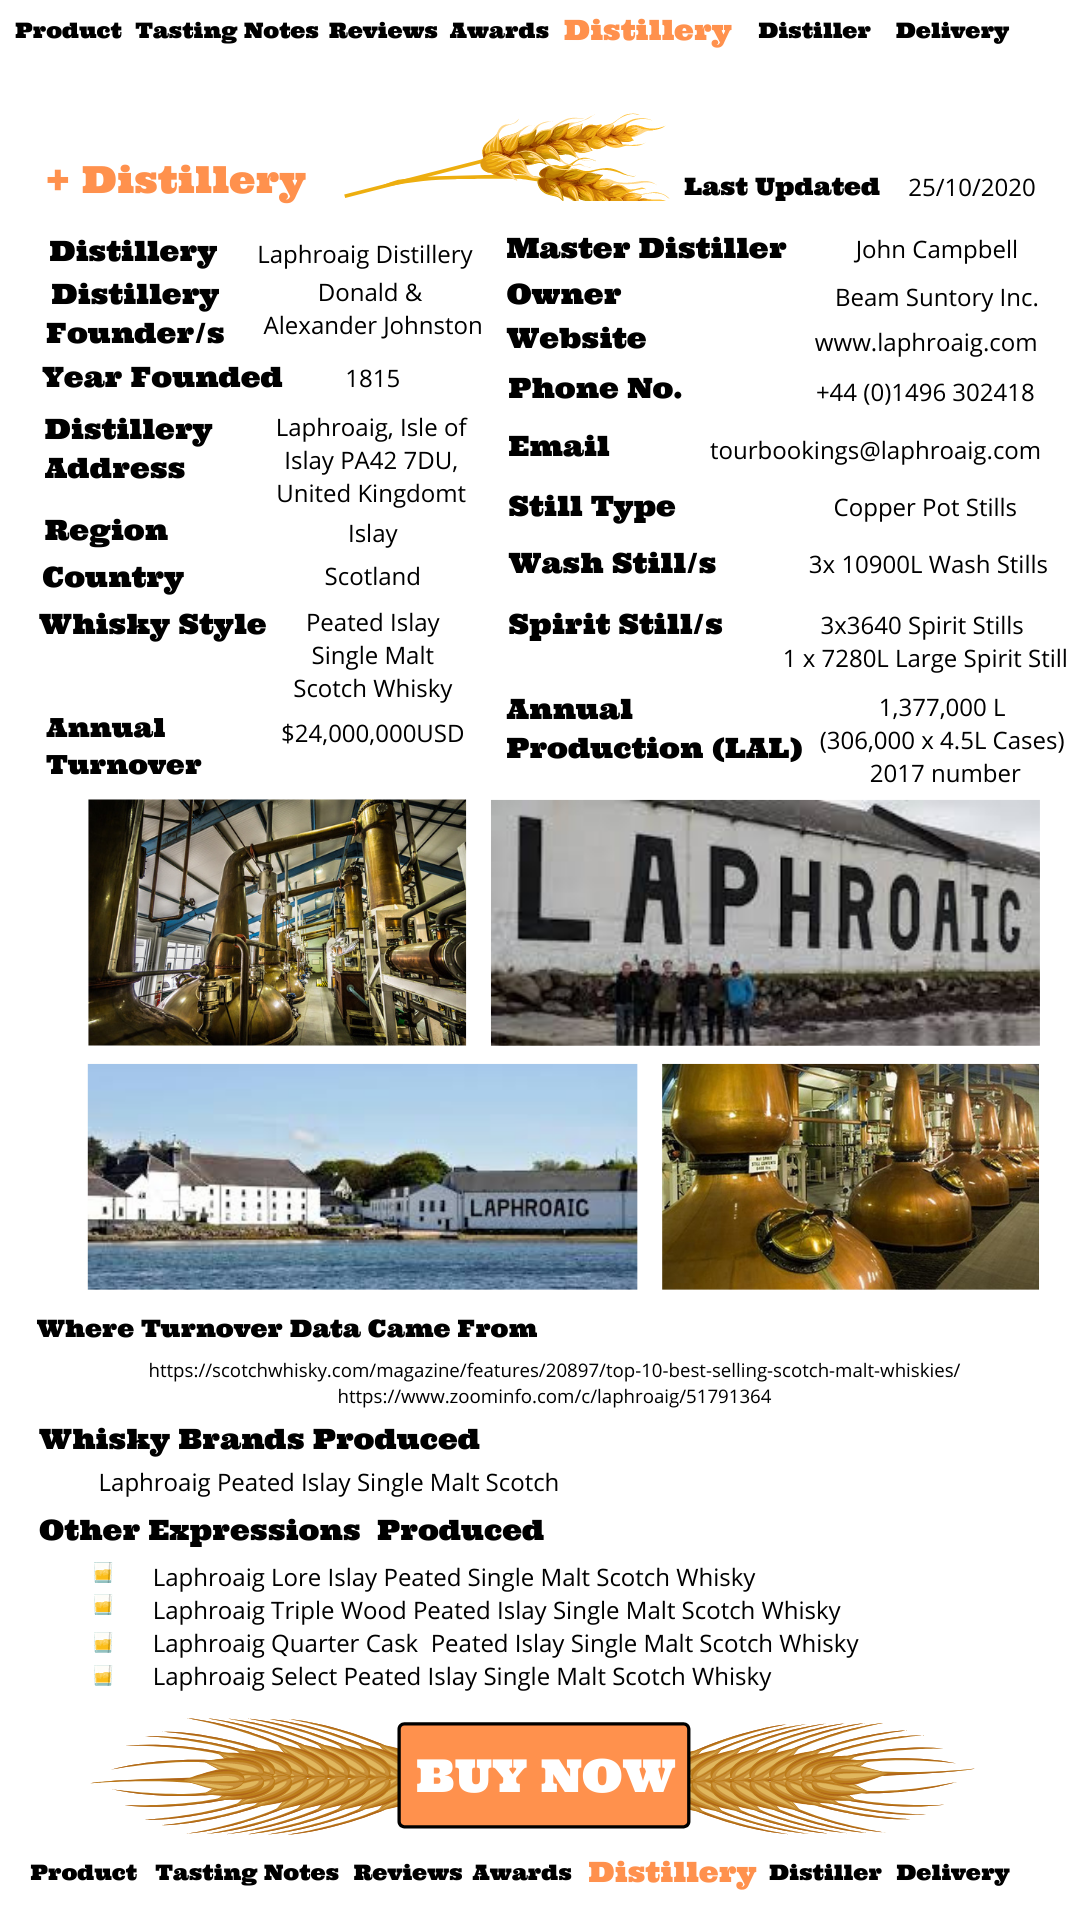 Product Tasting Notes Reviews Awards Distillery Distiller Delivery
+ Distillery
Last Updated 25/10/2020
Distillery Laphroaig Distillery
Distillery Founder/s
Donald &
Alexander Johnston
Year Founded 1815
Distillery
Address
Laphroaig, Isle of
Islay PA42 7DU,
United Kingdomt
Region Islay
Country Scotland
Whisky Style
Peated Islay
Single Malt
Scotch Whisky
Annual
Turnover
$24,000,000USD
Master Distiller John Campbell
Owner Beam Suntory Inc.
Website www.laphroaig.com
Phone No. +44 (0)1496 302418
Email tourbookings@laphroaig.com
Still Type Copper Pot Stills
Wash Still/s 3x 10900L Wash Stills
Spirit Still/s 3x3640 Spirit Stills
1 x 7280L Large Spirit Still
Annual
Production (LAL)
1,377,000 L
(306,000 x 4.5L Cases)
2017 number
LAPHROAIG
LAPHROAIG
Where Turnover Data Came From
https://scotchwhisky.com/magazine/features/20897/top-10-best-selling-scotch-malt-whiskies/
https://www.zoominfo.com/c/laphroaig/51791364
Whisky Brands Produced
Laphroaig Peated Islay Single Malt Scotch
Other Expressions Produced
Laphroaig Lore Islay Peated Single Malt Scotch Whisky
Laphroaig Triple Wood Peated Islay Single Malt Scotch Whisky
Laphroaig Quarter Cask Peated Islay Single Malt Scotch Whisky
Laphroaig Select Peated Islay Single Malt Scotch Whisky
BUY NOW
Product Tasting Notes Reviews Awards Distillery Distiller Delivery